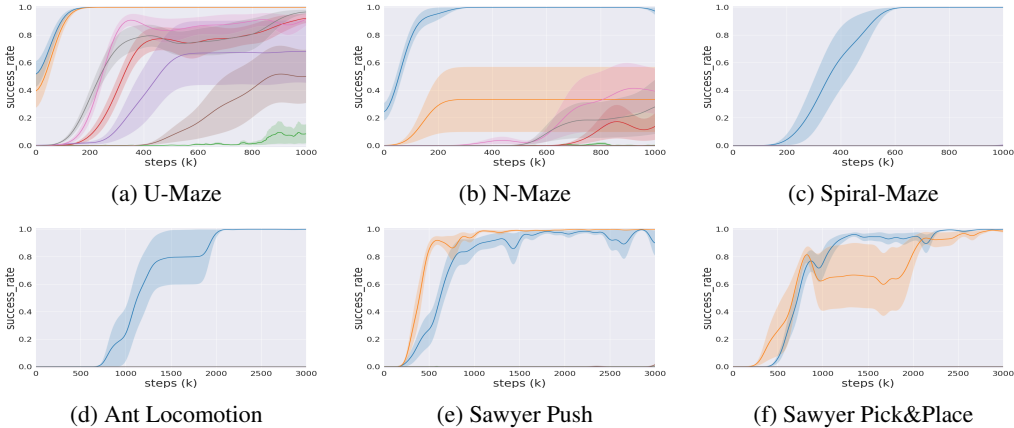 success_rate
1.0
0.8
0.6
0.4
0.2
0.0
0 200 400 600 800 1000
steps (k)
(a) U-Maze
success_rate
1.0
0.8
0.6
0.4
0.2
0.0
0 200 400 600 800 1000
steps (k)
(b) N-Maze
success_rate
1.0
0.8
0.6
0.4
0.2
0.0
0 200 400 600 800 1000
steps (k)
(c) Spiral-Maze
success_rate
1.0
0.8
0.6
0.4
0.2
0.0
0 500 1000 1500 2000 2500 3000
steps (k)
(d) Ant Locomotion
success_rate
1.0
0.8
0.6
0.4
0.2
0.0
0 500 1000 1500 2000 2500 3000
steps (k)
(e) Sawyer Push
success_rate
1.0
0.8
0.6
0.4
0.2
0.0
0 500 1000 1500 2000 2500 3000
steps (k)
(f) Sawyer Pick&Place